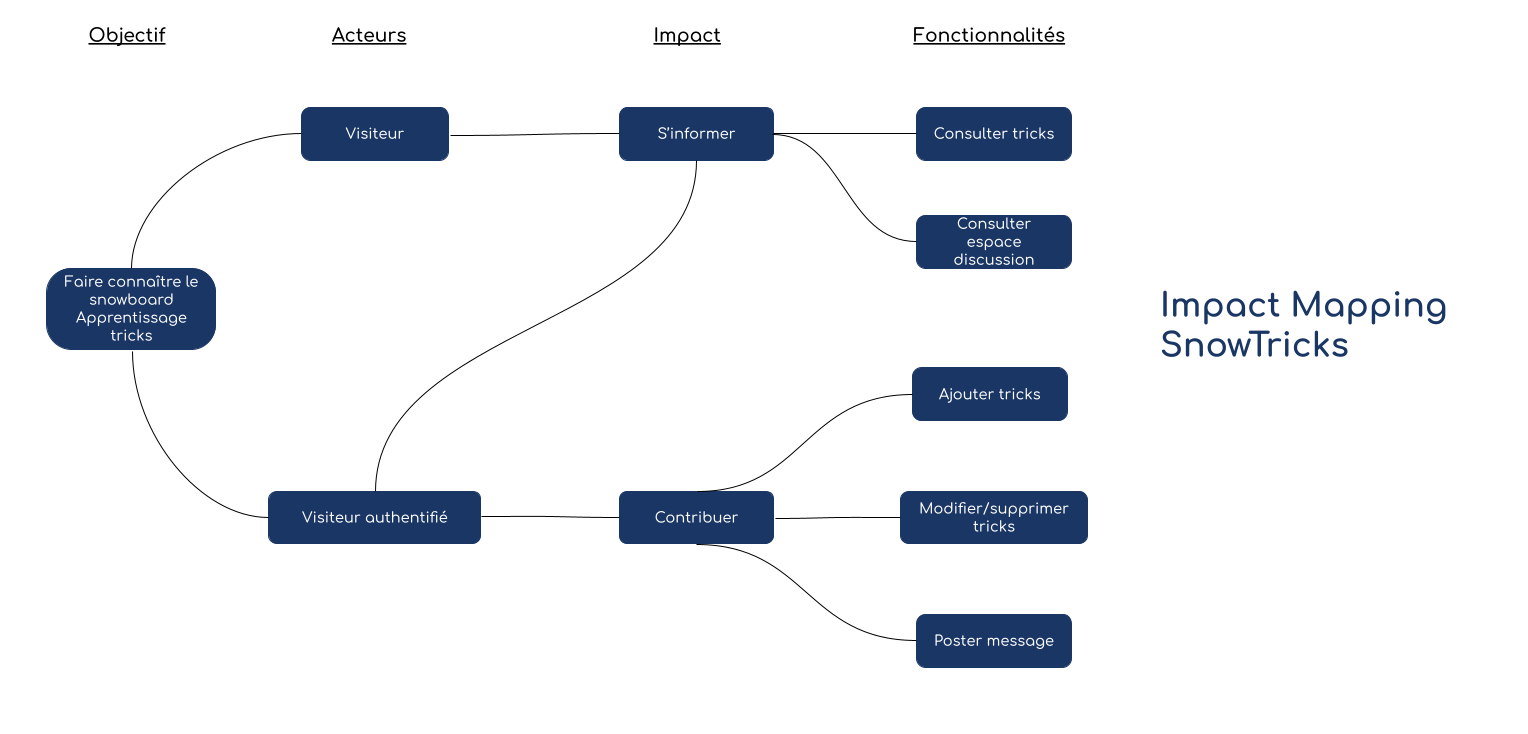 Objectif
Acteurs
Impact
Fonctionnalités
Visiteur
S'informer
Consulter tricks
Consulter
espace
discussion
Faire connaître le
snowboard
Apprentissage
tricks
Impact Mapping
SnowTricks
Ajouter tricks
Visiteur authentifié
Contribuer
Modifier/supprimer
tricks
Poster message